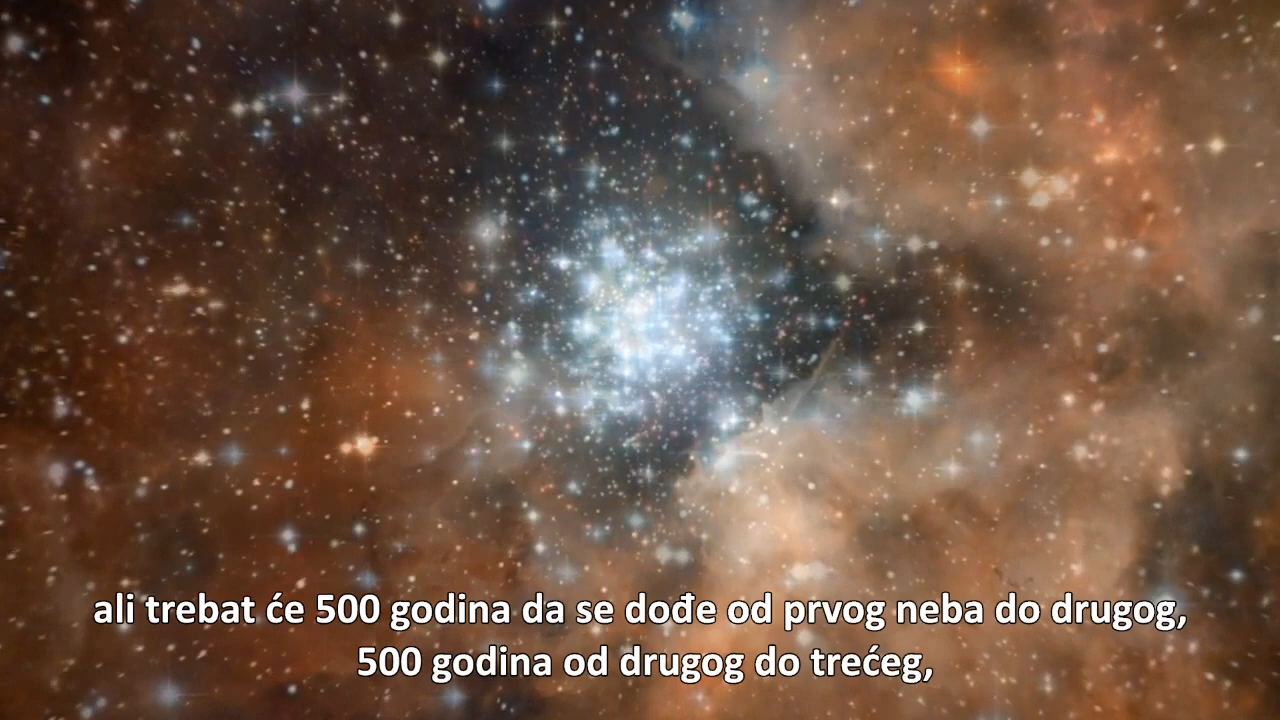 ali trebat će 500 godina da se dođe od prvog neba do drugog,
500 godina od drugog do trećeg,